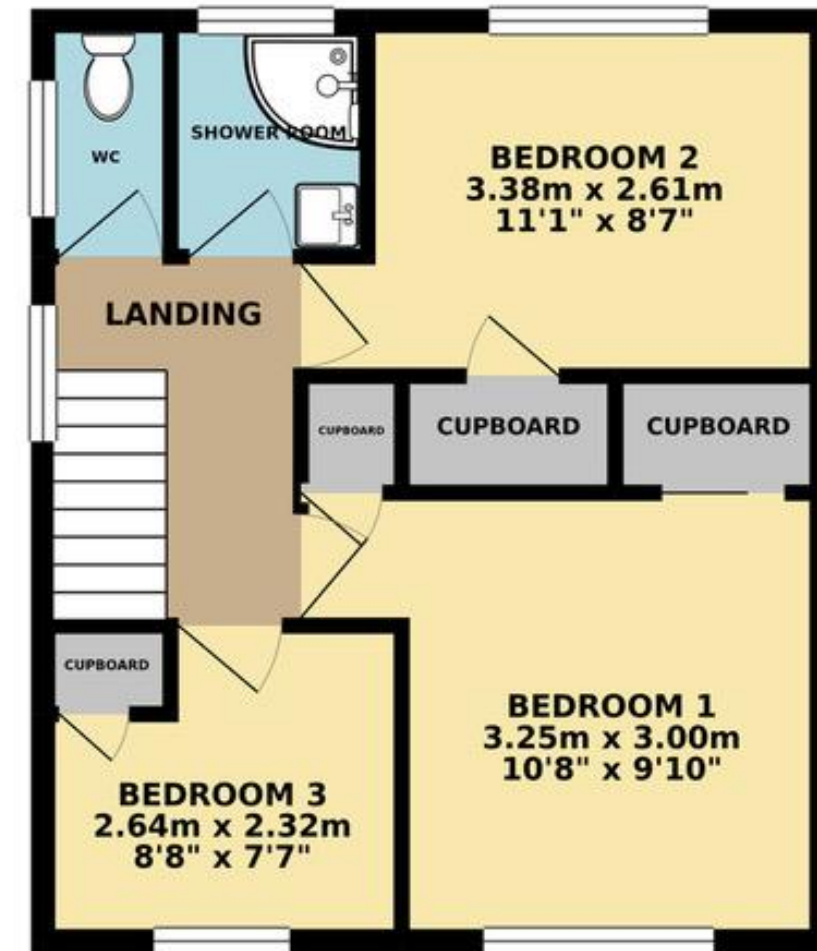 WC
SHOWER ROOM
BEDROOM 2
3.38m x 2.61m
11'1" x 8'7"
LANDING
CUPBOARD
CUPBOARD
CUPBOARD
CUPBOARD
BEDROOM 1
3.25m x 3.00m
10'8" x 9'10"
BEDROOM 3
2.64m x 2.32m
8'8" x 7'7"